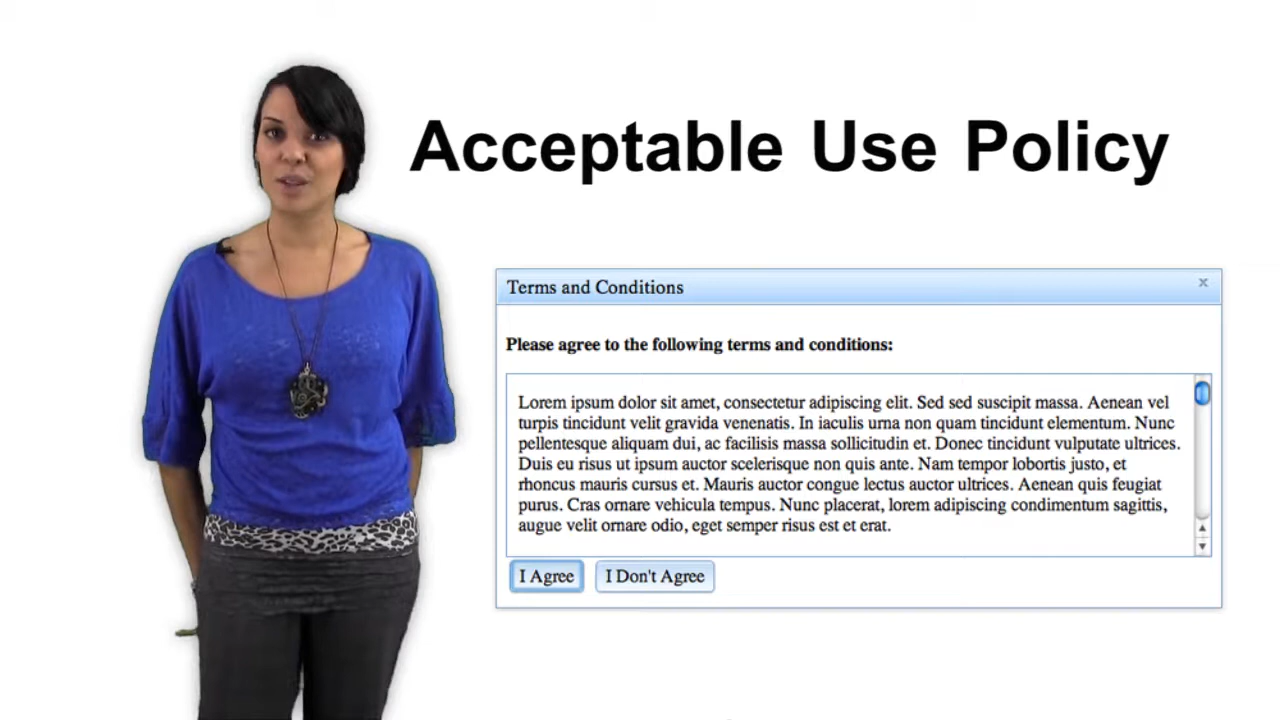 Acceptable Use Policy
Terms and Conditions
x
Please agree to the following terms and conditions:
Lorem ipsum dolor sit amet, consectetur adipiscing elit. Sed sed suscipit massa. Aenean vel
turpis tincidunt velit gravida venenatis. In iaculis urna non quam tincidunt elementum. Nunc
pellentesque aliquam dui, ac facilisis massa sollicitudin et. Donec tincidunt vulputate ultrices.
Duis eu risus ut ipsum auctor scelerisque non quis ante. Nam tempor lobortis justo, et
rhoncus mauris cursus et. Mauris auctor congue lectus auctor ultrices. Aenean quis feugiat
purus. Cras ornare vehicula tempus. Nunc placerat, lorem adipiscing condimentum sagittis,
augue velit ornare odio, eget semper risus est et erat.
I Agree I Don't Agree